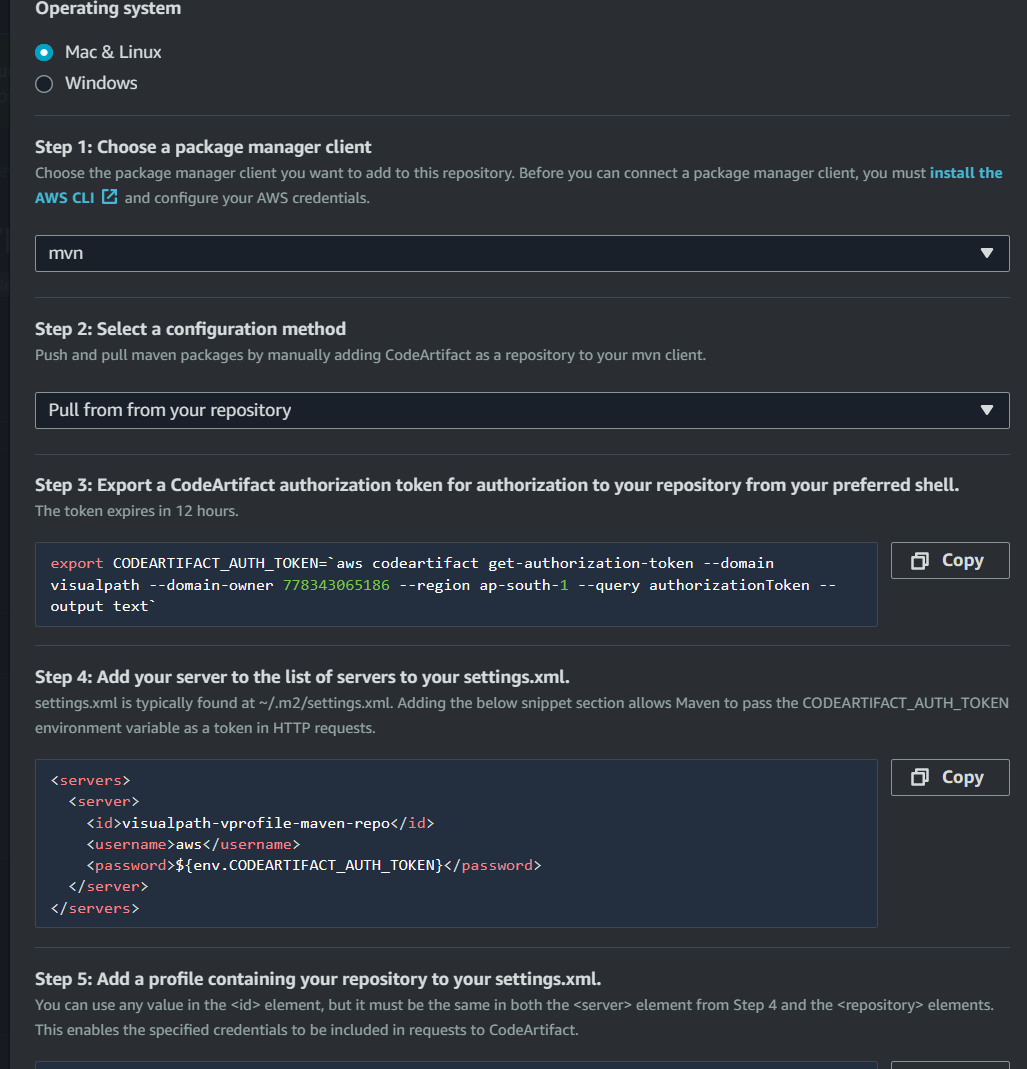 Operating system
Mac & Linux
Windows
Step 1: Choose a package manager client
Choose the package manager client you want to add to this repository. Before you can connect a package manager client, you must install the
AWS CLI and configure your AWS credentials.
mvn
Step 2: Select a configuration method
Push and pull maven packages by manually adding CodeArtifact as a repository to your mvn client.
Pull from from your repository
Step 3: Export a CodeArtifact authorization token for authorization to your repository from your preferred shell.
The token expires in 12 hours.
export CODEARTIFACT_AUTH_TOKEN=`aws codeartifact get-authorization-token --domain
visualpath --domain-owner 778343065186 --region ap-south-1 --query authorizationToken --
output text`
Copy
Step 4: Add your server to the list of servers to your settings.xml.
settings.xml is typically found at ~/.m2/settings.xml. Adding the below snippet section allows Maven to pass the CODEARTIFACT_AUTH_TOKEN
environment variable as a token in HTTP requests.
<servers>
  <server>
    <id>visualpath-vprofile-maven-repo</id>
    <username>aws</username>
    <password>${env.CODEARTIFACT_AUTH_TOKEN}</password>
  </server>
</servers>
Copy
Step 5: Add a profile containing your repository to your settings.xml.
You can use any value in the <id> element, but it must be the same in both the <server> element from Step 4 and the <repository> elements.
This enables the specified credentials to be included in requests to CodeArtifact.